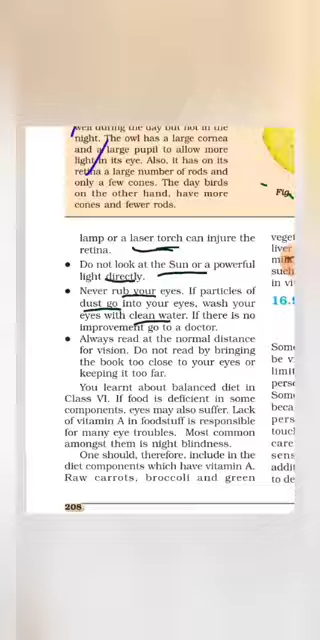 well during the day but not in the
night. The owl has a large cornea
and a large pupil to allow more
light in its eye. Also, it has on its
retina a large number of rods and
only a few cones. The day birds
on the other hand, have more
cones and fewer rods.
Fig.
lamp or a laser torch can injure the
retina.
• Do not look at the Sun or a powerful
light directly.
• Never rub your eyes. If particles of
dust go into your eyes, wash your
eyes with clean water. If there is no
improvement go to a doctor.
• Always read at the normal distance
for vision. Do not read by bringing
the book too close to your eyes or
keeping it too far.
You learnt about balanced diet in
Class VI. If food is deficient in some
components, eyes may also suffer. Lack
of vitamin A in foodstuff is responsible
for many eye troubles. Most common
amongst them is night blindness.
One should, therefore, include in the
diet components which have vitamin A.
Raw carrots, broccoli and green
208
veget
liver
milk
such
in vi
16.9
Some
be v
limit
perso
Som
beca
pers
touc
care
sens
addit
to de